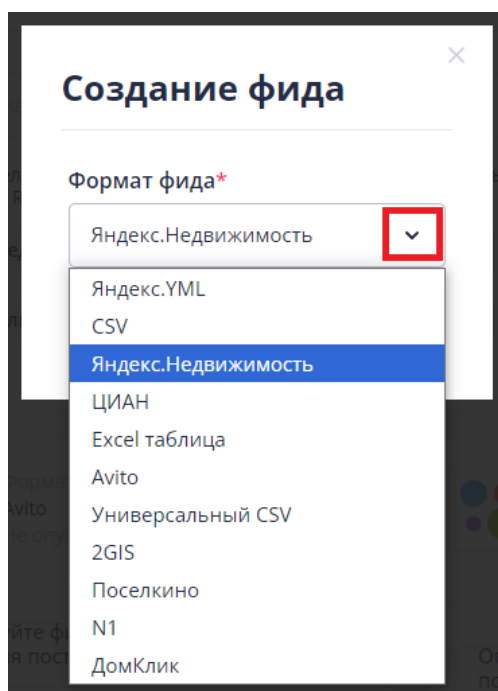 Создание фида
Формат фида*
Яндекс.Недвижимость
Яндекс.YML
CSV
Яндекс.Недвижимость
ЦИАН
Excel таблица
Avito
Универсальный CSV
2GIS
Поселкино
N1
ДомКлик
Avito